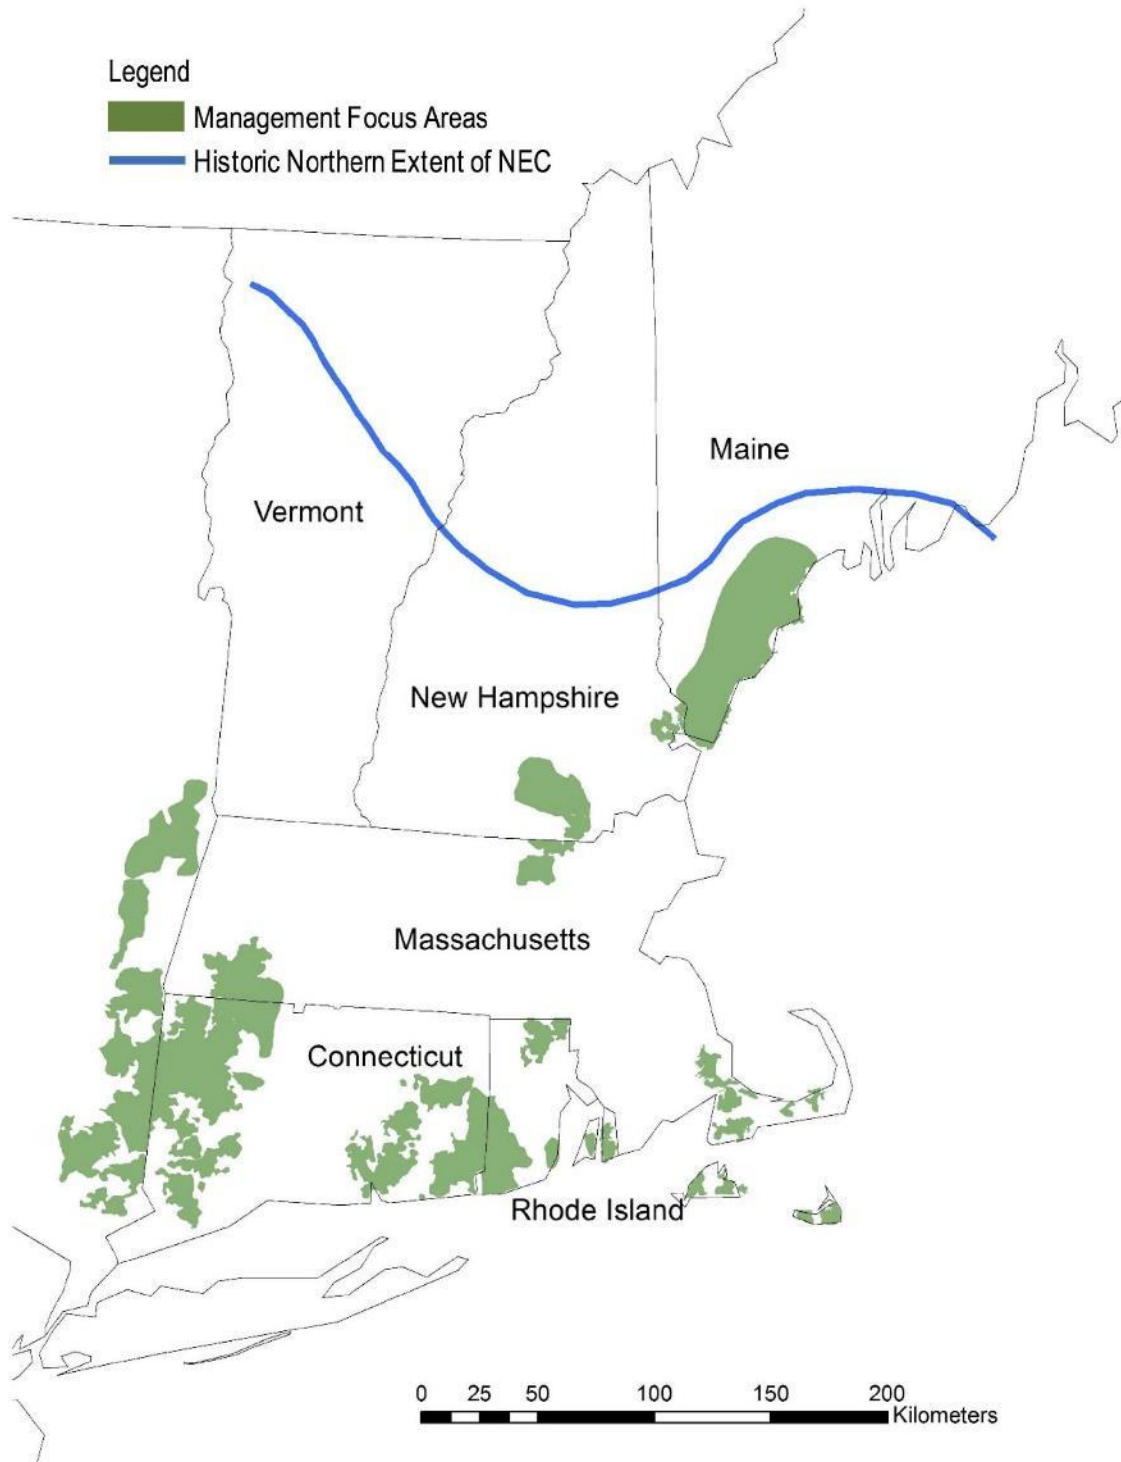 Legend
Management Focus Areas
Historic Northern Extent of NEC
Maine
Vermont
New Hampshire
Massachusetts
Connecticut
Rhode Island
0 25 50 100 150 200
Kilometers